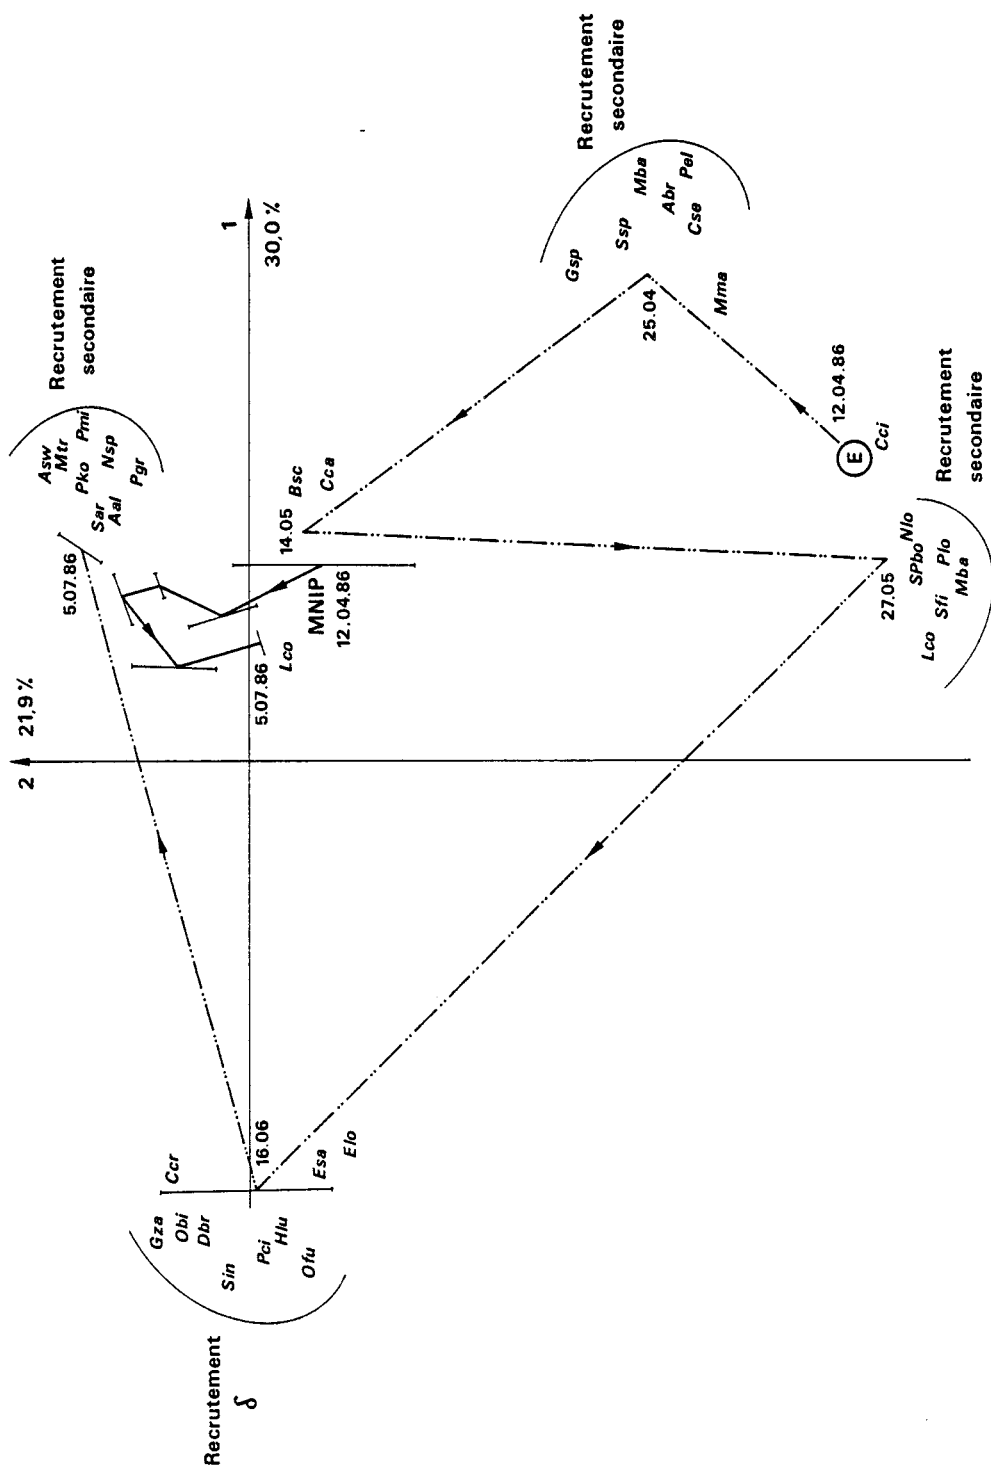 Recrutement
secondaire
Asw
Mtr
Pko
Pmi
Sar
Aal
Nsp
Pgr
5.07.86
2
21,9 %
1
30,0 %
MNIP
12.04.86
5.07.86
Lco
14.05
Bsc
Cca
Recrutement
secondaire
Gsp
Ssp
Mba
Abr
Pel
Cse
25.04
Mma
12.04.86
E
Cci
Recrutement
secondaire
27.05
SPbo
Nlo
Lco
Sfi
Plo
Mba
16.06
Ccr
Esa
Elo
Gza
Obi
Dbr
Sin
Pci
Hlu
Ofu
Recrutement
δ